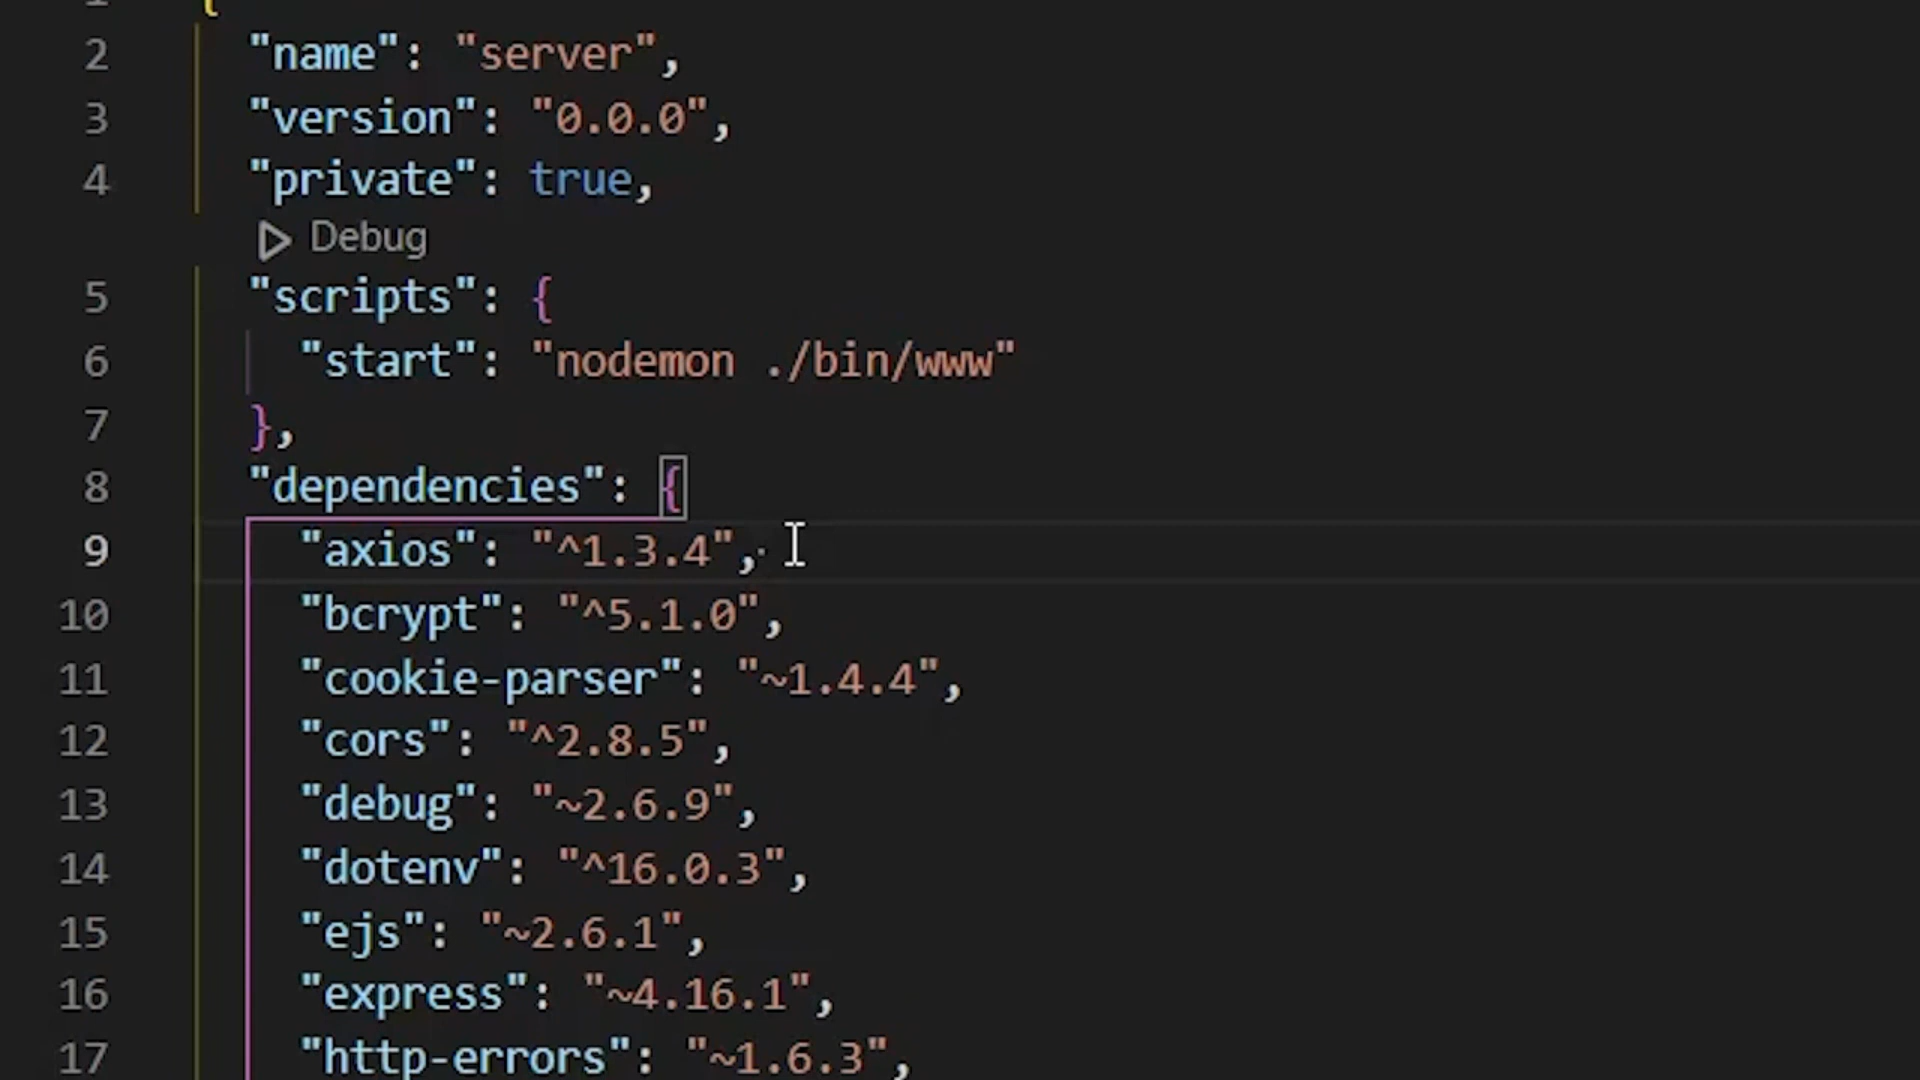 1 {
2 "name": "server",
3 "version": "0.0.0",
4 "private": true,
Debug
5 "scripts": {
6 "start": "nodemon ./bin/www"
7 },
8 "dependencies": {
9 "axios": "^1.3.4",
10 "bcrypt": "^5.1.0",
11 "cookie-parser": "~1.4.4",
12 "cors": "^2.8.5",
13 "debug": "~2.6.9",
14 "dotenv": "^16.0.3",
15 "ejs": "~2.6.1",
16 "express": "~4.16.1",
17 "http-errors": "~1.6.3",